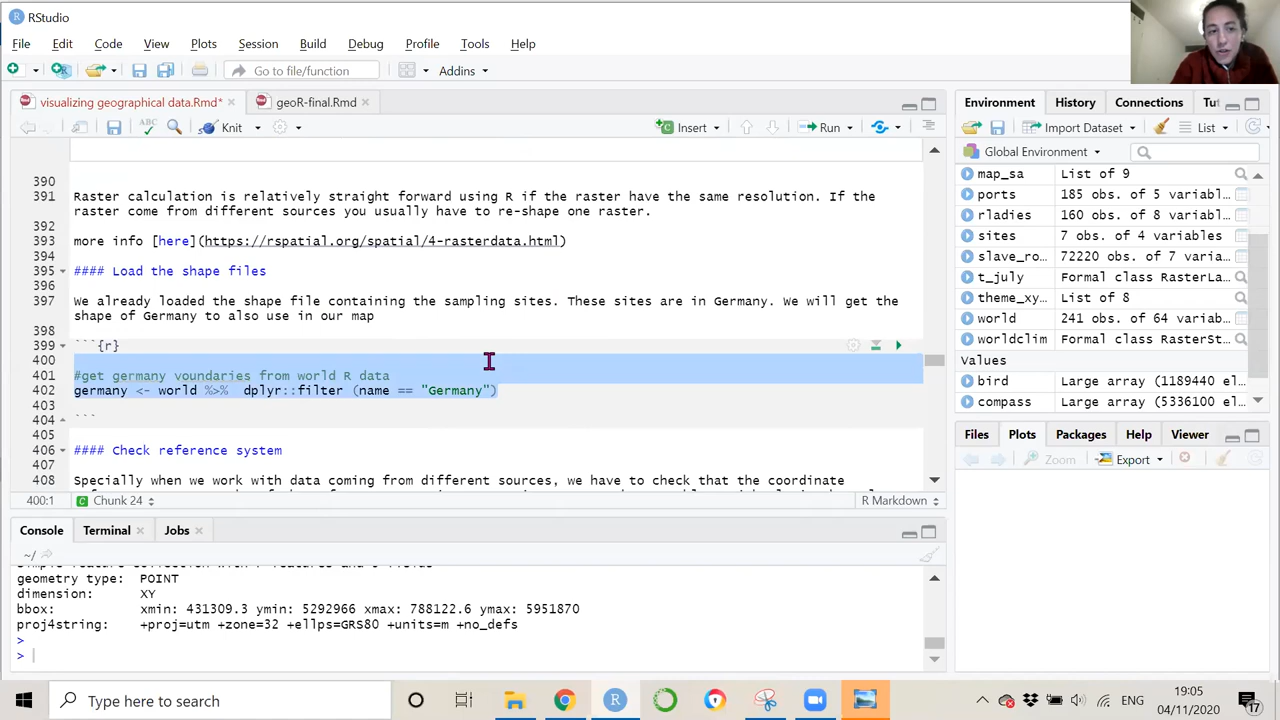 RStudio
File Edit Code View Plots Session Build Debug Profile Tools Help
Go to file/function Addins
visualizing geographical data.Rmd* geoR-final.Rmd
ABC Knit Insert Run
390
391 Raster calculation is relatively straight forward using R if the raster have the same resolution. If the
raster come from different sources you usually have to re-shape one raster.
392
393 more info [here](https://rspatial.org/spatial/4-rasterdata.html)
394
395 #### Load the shape files
396
397 We already loaded the shape file containing the sampling sites. These sites are in Germany. We will get the
shape of Germany to also use in our map
398
399 ```{r}
400
401 #get germany voundaries from world R data
402 germany <- world %>%  dplyr::filter (name == "Germany")
403
404 ```
405
406 #### Check reference system
407
408 Specially when we work with data coming from different sources, we have to check that the coordinate
400:1 Chunk 24 R Markdown
Console Terminal Jobs
~/
geometry type: POINT
dimension: XY
bbox: xmin: 431309.3 ymin: 5292966 xmax: 788122.6 ymax: 5951870
proj4string: +proj=utm +zone=32 +ellps=GRS80 +units=m +no_defs
>
>
Environment History Connections Tut
Import Dataset List
Global Environment
map_sa List of 9
ports 185 obs. of 5 variabl…
rladies 160 obs. of 8 variabl…
sites 7 obs. of 4 variables
slave_ro… 72220 obs. of 7 variab…
t_july Formal class RasterLa…
theme_xy… List of 8
world 241 obs. of 64 variabl…
worldclim Formal class RasterSt…
Values
bird Large array (1189440 ele…
compass Large array (5336100 ele…
Files Plots Packages Help Viewer
Zoom Export
Type here to search
ENG
19:05
04/11/2020
17